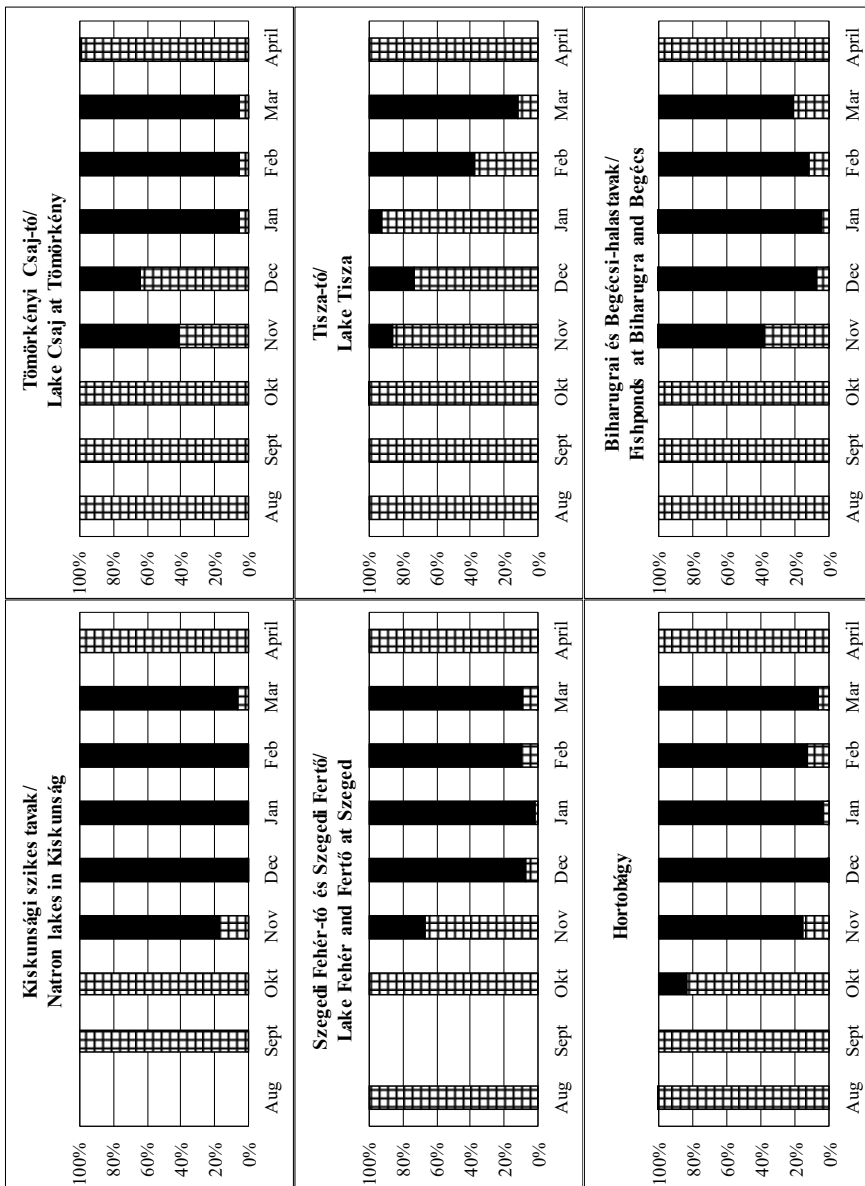 Kiskunsági szikes tavak/
Natron lakes in Kiskunság
100%
80%
60%
40%
20%
0%
Aug Sept Okt Nov Dec Jan Feb Mar April
Tömörkényi Csaj-tó/
Lake Csaj at Tömörkény
100%
80%
60%
40%
20%
0%
Aug Sept Okt Nov Dec Jan Feb Mar April
Szegedi Fehér-tó és Szegedi Fertő/
Lake Fehér and Fertő at Szeged
100%
80%
60%
40%
20%
0%
Aug Sept Okt Nov Dec Jan Feb Mar April
Tisza-tó/
Lake Tisza
100%
80%
60%
40%
20%
0%
Aug Sept Okt Nov Dec Jan Feb Mar April
Hortobágy
100%
80%
60%
40%
20%
0%
Aug Sept Okt Nov Dec Jan Feb Mar April
Biharugrai és Begécsi-halastavak/
Fishponds at Biharugra and Begécs
100%
80%
60%
40%
20%
0%
Aug Sept Okt Nov Dec Jan Feb Mar April